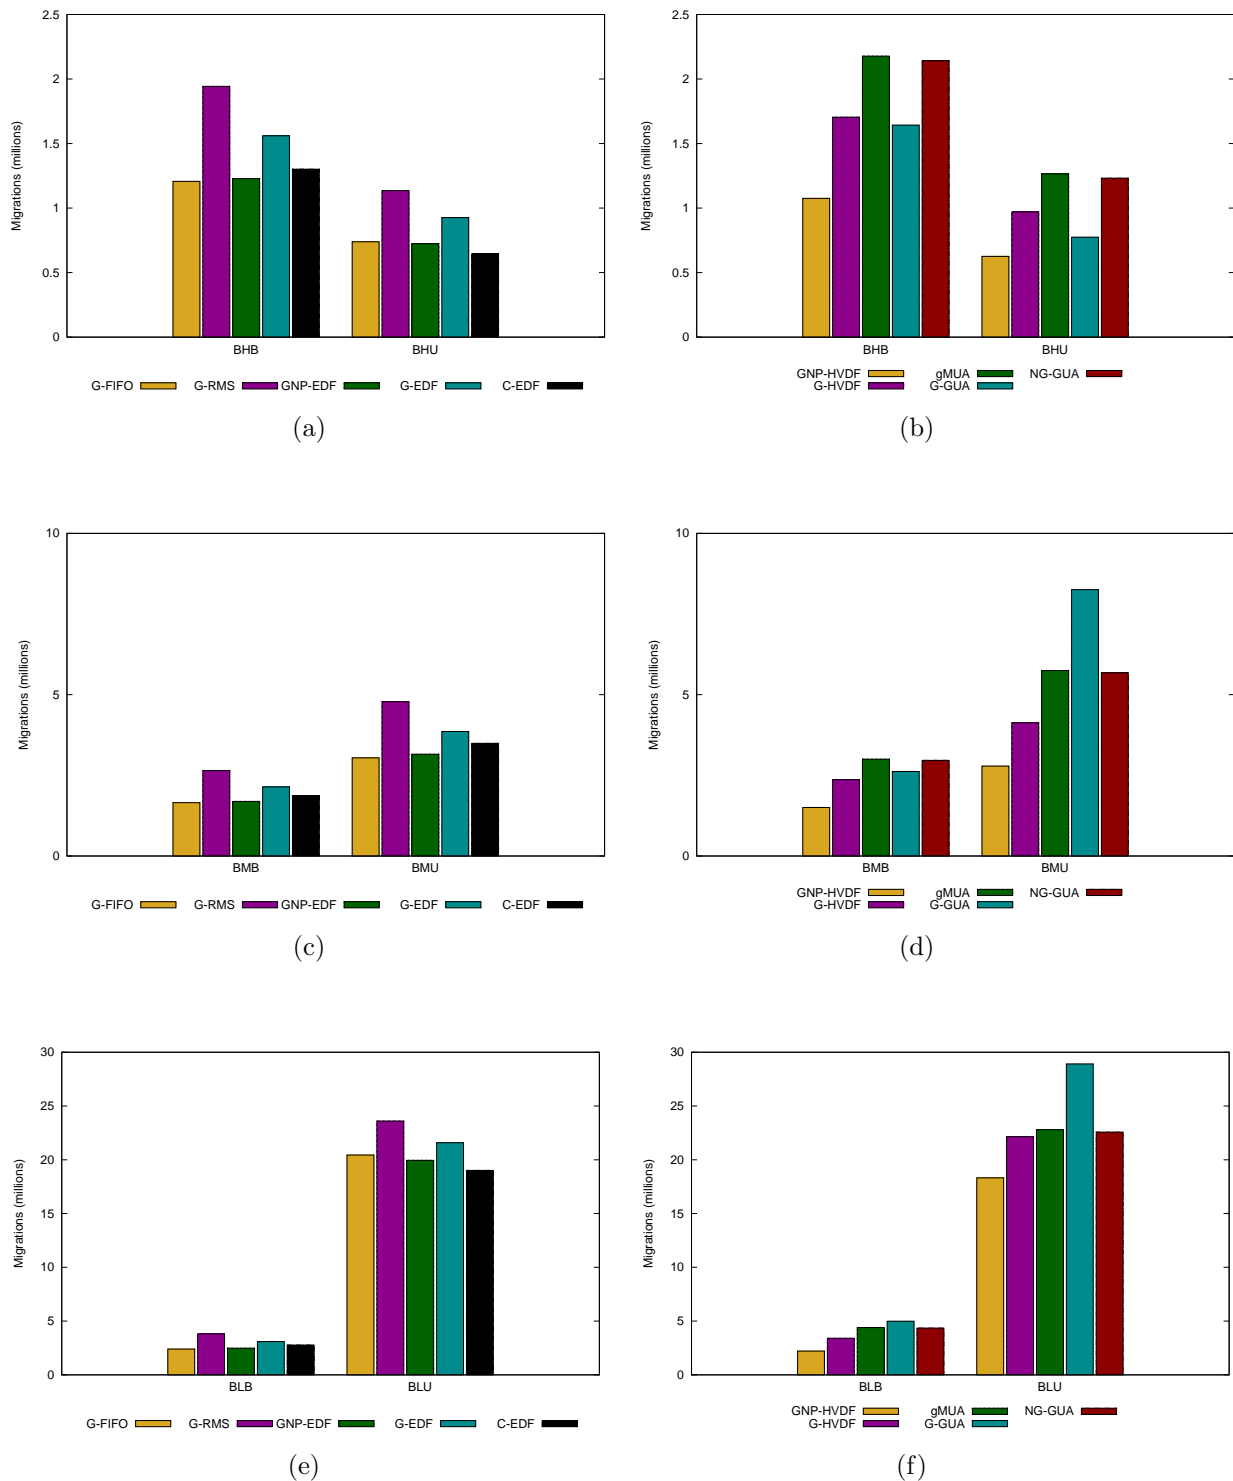 2.5
2
1.5
1
0.5
0
Migrations (millions)
BHB BHU
G-FIFO G-RMS GNP-EDF G-EDF C-EDF
(a)
2.5
2
1.5
1
0.5
0
Migrations (millions)
BHB BHU
GNP-HVDF gMUA NG-GUA
G-HVDF G-GUA
(b)
10
5
0
Migrations (millions)
BMB BMU
G-FIFO G-RMS GNP-EDF G-EDF C-EDF
(c)
10
5
0
Migrations (millions)
BMB BMU
GNP-HVDF gMUA NG-GUA
G-HVDF G-GUA
(d)
30
25
20
15
10
5
0
Migrations (millions)
BLB BLU
G-FIFO G-RMS GNP-EDF G-EDF C-EDF
(e)
30
25
20
15
10
5
0
Migrations (millions)
BLB BLU
GNP-HVDF gMUA NG-GUA
G-HVDF G-GUA
(f)